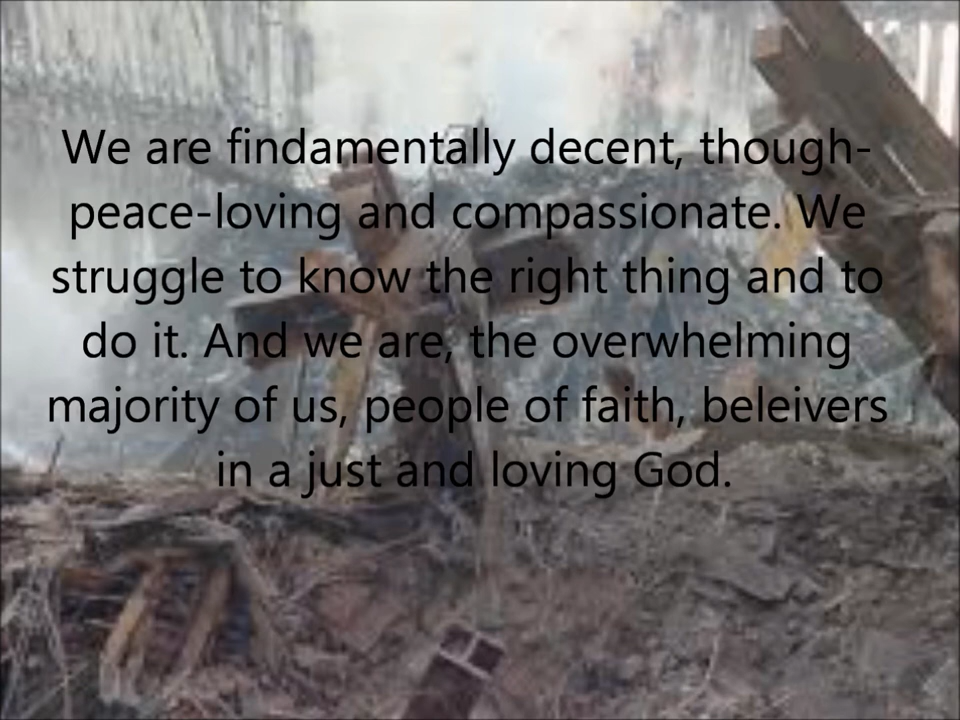 We are findamentally decent, though-
peace-loving and compassionate. We
struggle to know the right thing and to
do it. And we are, the overwhelming
majority of us, people of faith, beleivers
in a just and loving God.